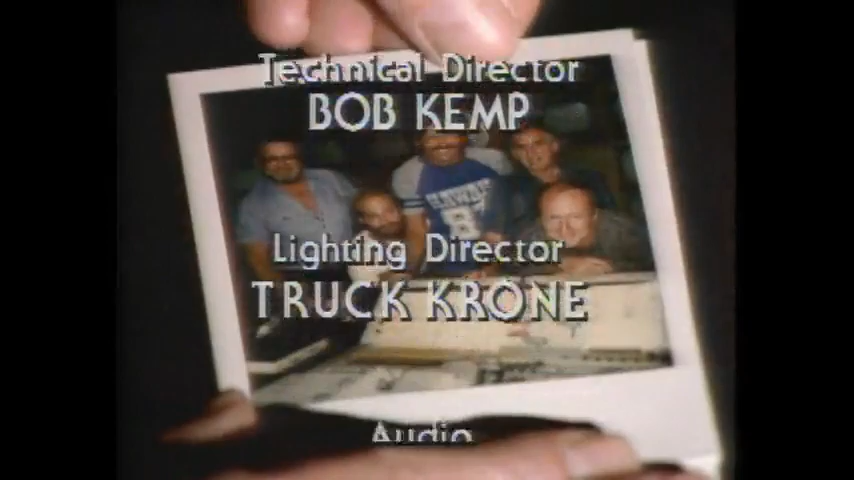 Technical Director
BOB KEMP
Lighting Director
TRUCK KRONE
Audio